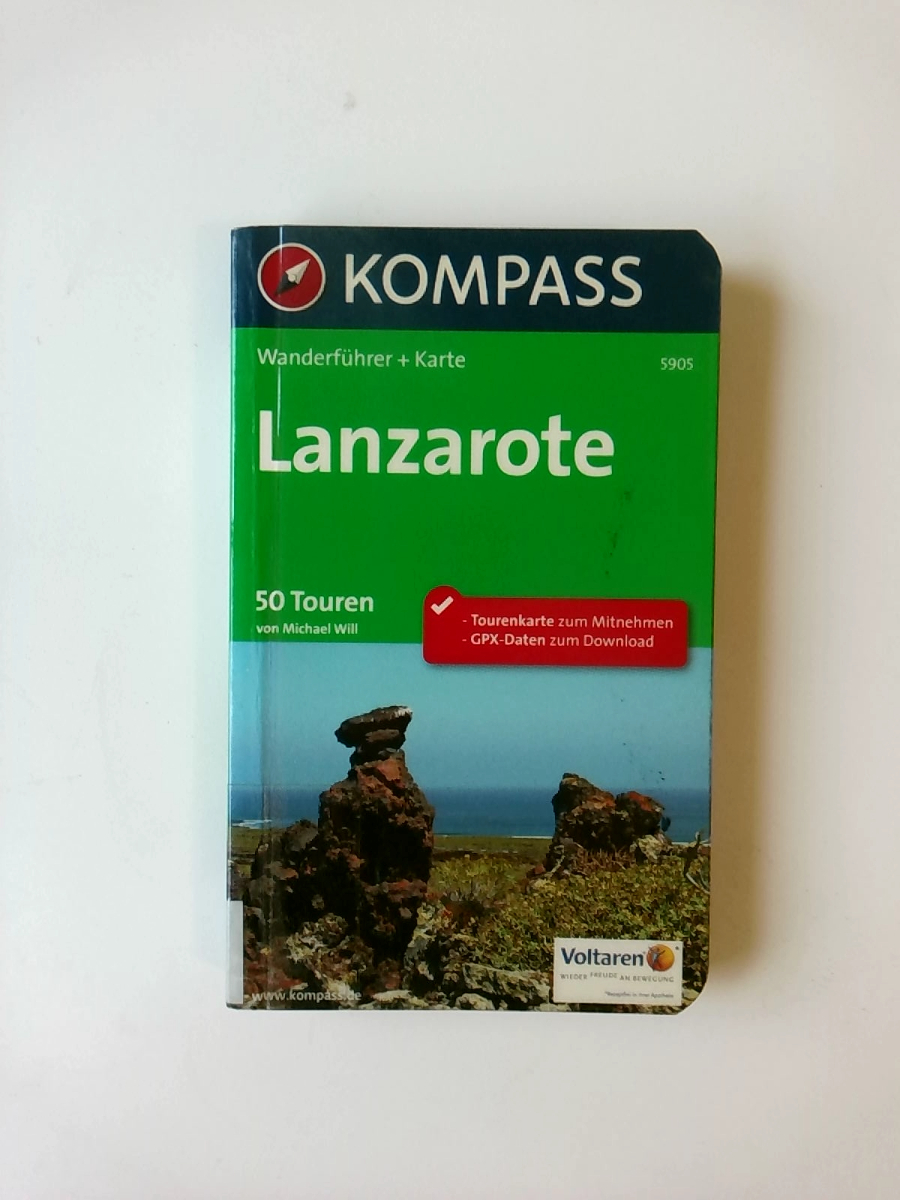 KOMPASS
Wanderführer + Karte
5905
Lanzarote
50 Touren
von Michael Will
- Tourenkarte zum Mitnehmen
- GPX-Daten zum Download
Voltaren
WIEDER FREUDE AN BEWEGUNG
www.kompass.de